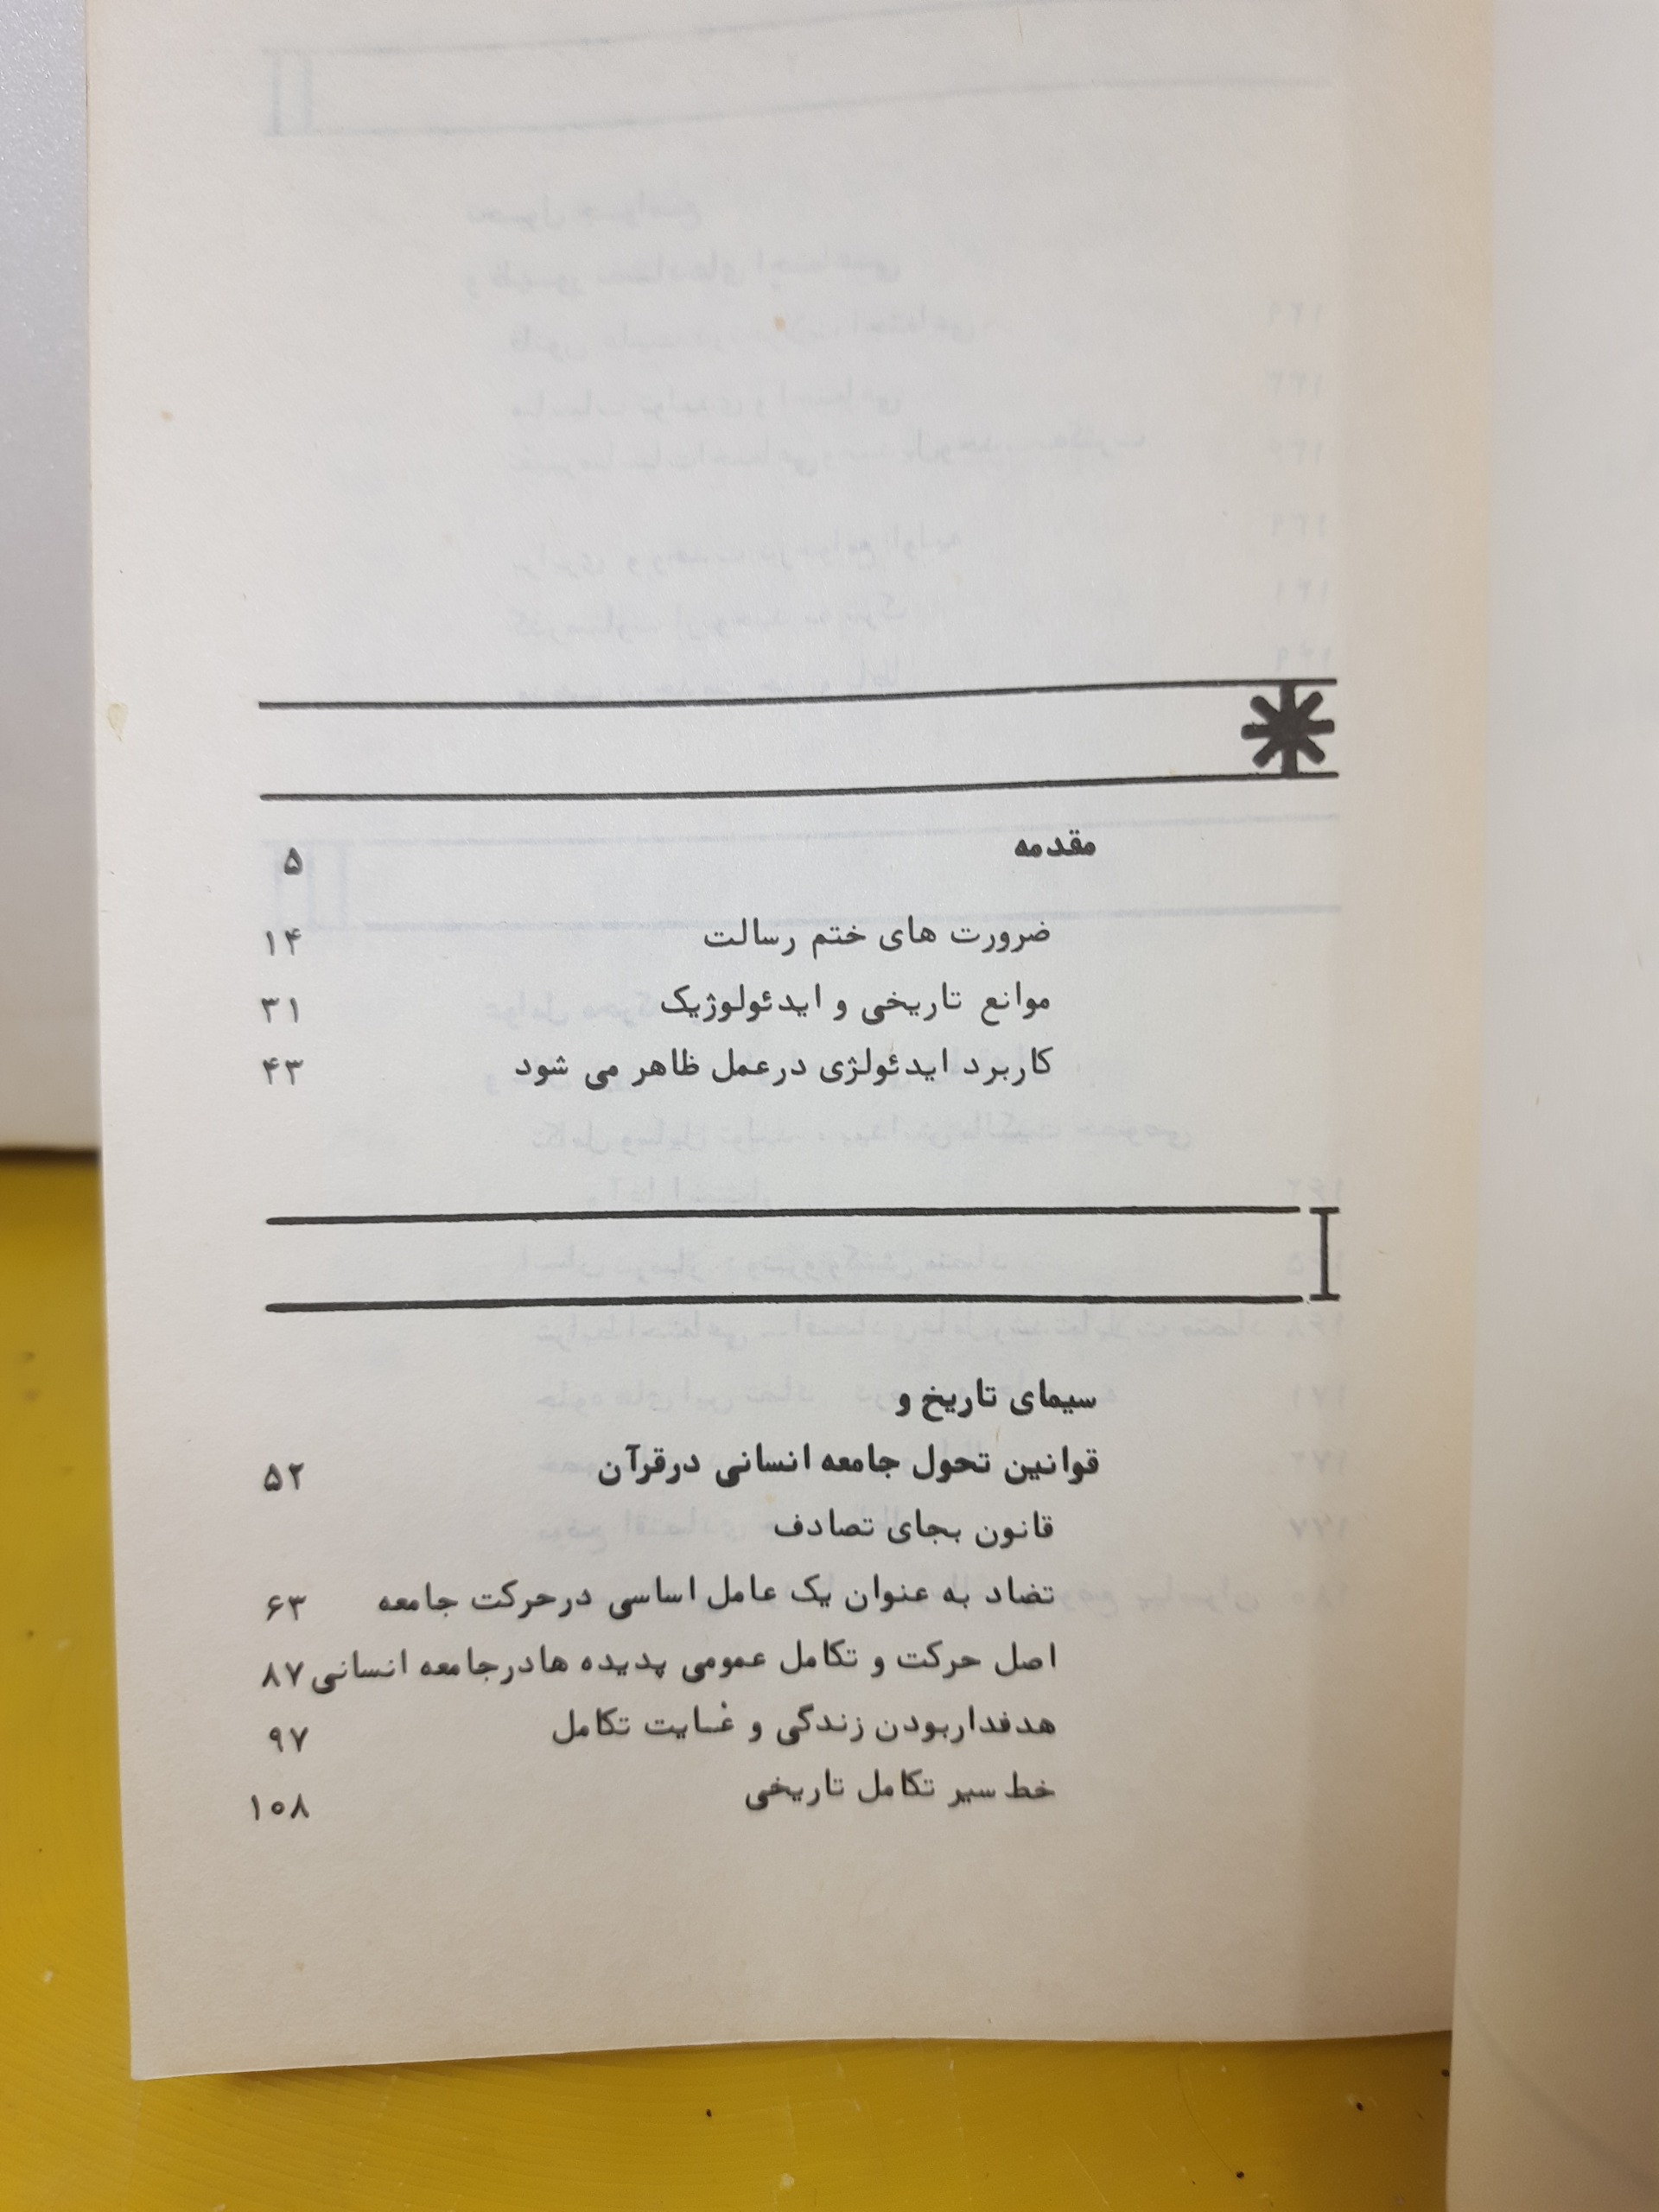 مقدمه ۵
ضرورت های ختم رسالت ۱۴
موانع تاریخی و ایدئولوژیک ۳۱
کاربرد ایدئولژی درعمل ظاهر می شود ۴۳
I
سیمای تاریخ و
قوانین تحول جامعه انسانی درقرآن ۵۲
قانون بجای تصادف
تضاد به عنوان یک عامل اساسی درحرکت جامعه ۶۳
اصل حرکت و تکامل عمومی پدیده هادرجامعه انسانی ۸۷
هدفداربودن زندگی و غایت تکامل ۹۷
خط سیر تکامل تاریخی ۱۰۸